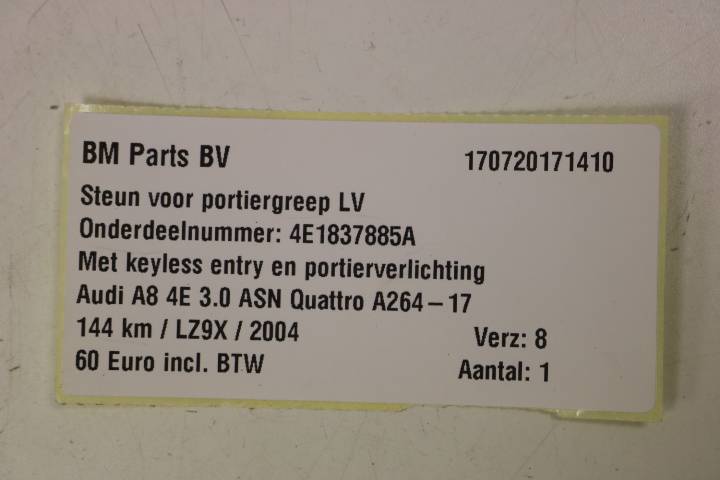 BM Parts BV 170720171410
Steun voor portiergreep LV
Onderdeelnummer: 4E1837885A
Met keyless entry en portierverlichting
Audi A8 4E 3.0 ASN Quattro A264 – 17
144 km / LZ9X / 2004 Verz: 8
60 Euro incl. BTW Aantal: 1